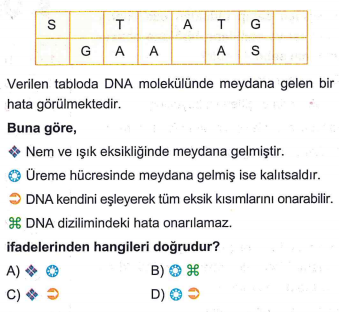 S T A T G
G A A A S
Verilen tabloda DNA molekülünde meydana gelen bir
hata görülmektedir.
Buna göre,
Nem ve ışık eksikliğinde meydana gelmiştir.
Üreme hücresinde meydana gelmiş ise kalıtsaldır.
DNA kendini eşleyerek tüm eksik kısımlarını onarabilir.
DNA dizilimindeki hata onarılamaz.
ifadelerinden hangileri doğrudur?
A) B)
C) D)